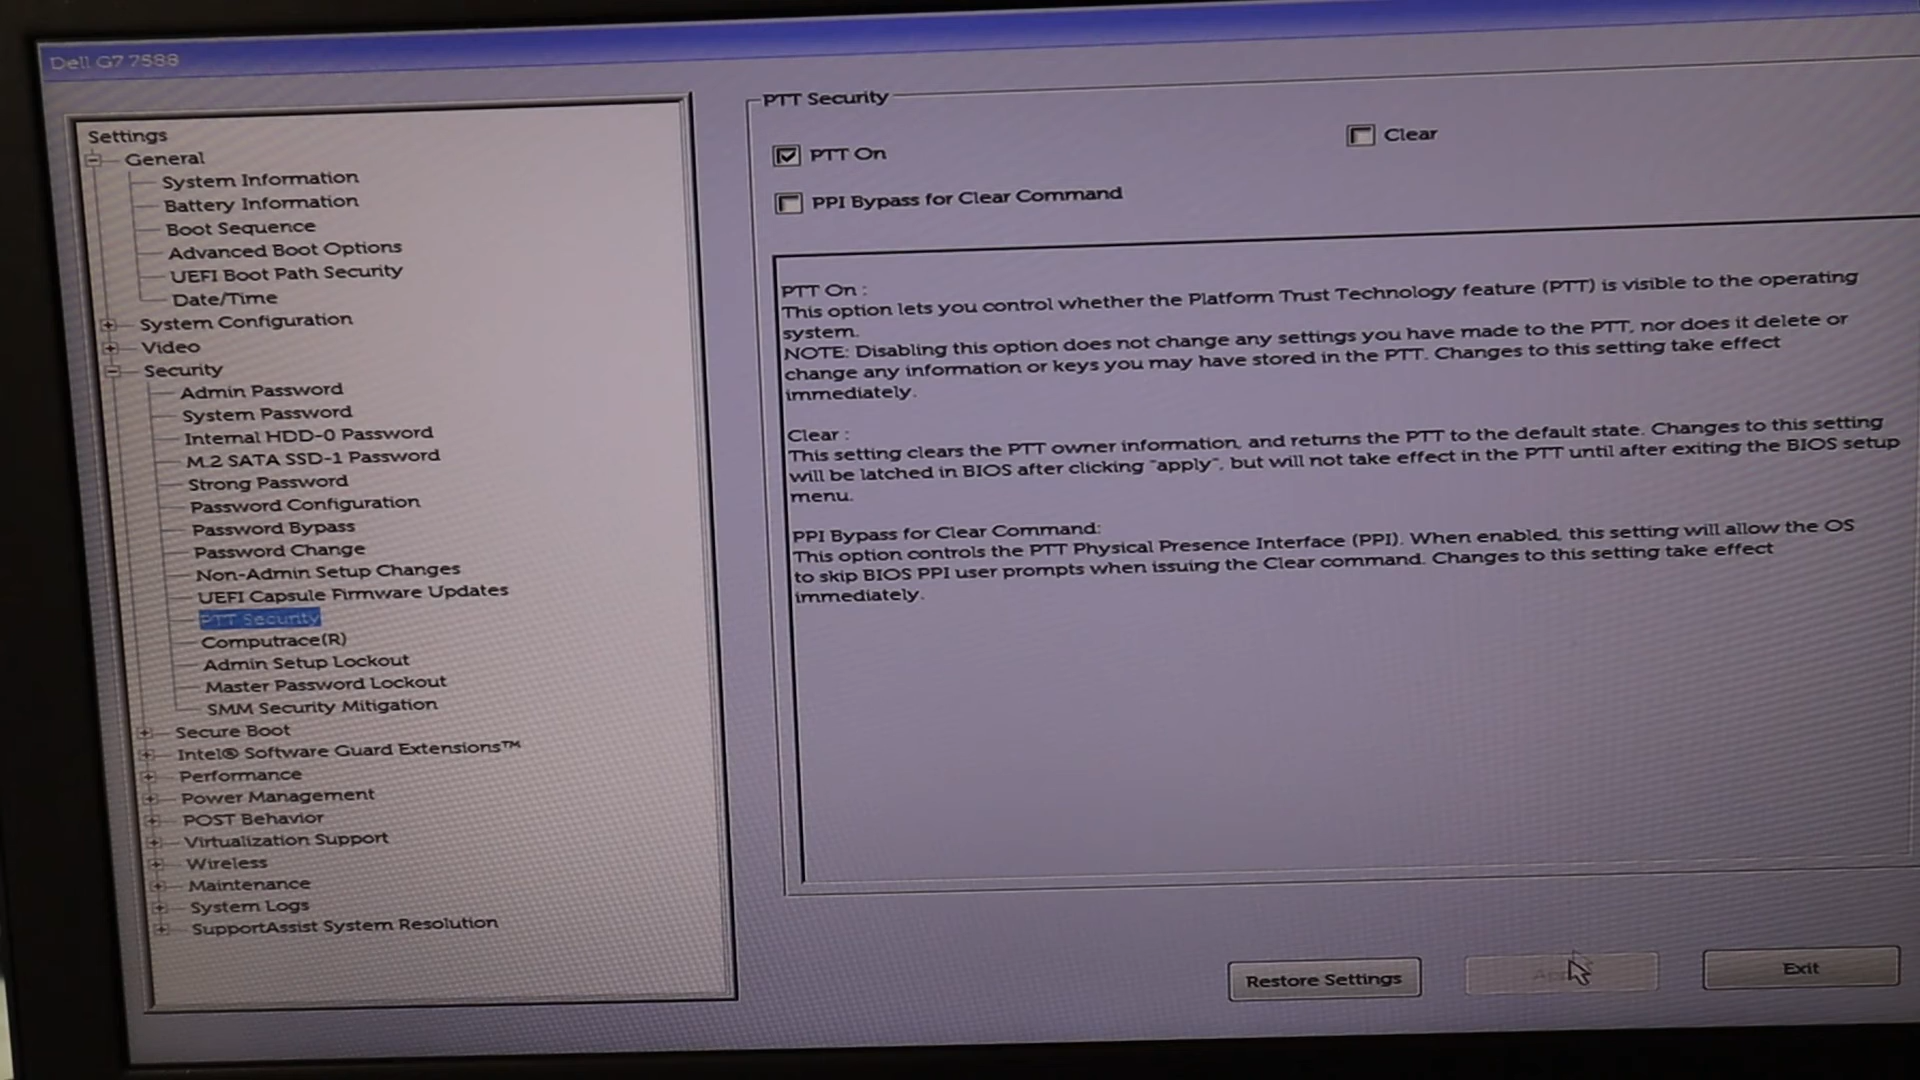 Dell G7 7588
Settings
General
System Information
Battery Information
Boot Sequence
Advanced Boot Options
UEFI Boot Path Security
Date/Time
System Configuration
Video
Security
Admin Password
System Password
Internal HDD-0 Password
M.2 SATA SSD-1 Password
Strong Password
Password Configuration
Password Bypass
Password Change
Non-Admin Setup Changes
UEFI Capsule Firmware Updates
PTT Security
Computrace(R)
Admin Setup Lockout
Master Password Lockout
SMM Security Mitigation
Secure Boot
Intel® Software Guard Extensions™
Performance
Power Management
POST Behavior
Virtualization Support
Wireless
Maintenance
System Logs
SupportAssist System Resolution
PTT Security
PTT On
Clear
PPI Bypass for Clear Command
PTT On :
This option lets you control whether the Platform Trust Technology feature (PTT) is visible to the operating
system.
NOTE: Disabling this option does not change any settings you have made to the PTT, nor does it delete or
change any information or keys you may have stored in the PTT. Changes to this setting take effect
immediately.
Clear :
This setting clears the PTT owner information, and returns the PTT to the default state. Changes to this setting
will be latched in BIOS after clicking "apply", but will not take effect in the PTT until after exiting the BIOS setup
menu.
PPI Bypass for Clear Command:
This option controls the PTT Physical Presence Interface (PPI). When enabled, this setting will allow the OS
to skip BIOS PPI user prompts when issuing the Clear command. Changes to this setting take effect
immediately.
Restore Settings
Exit